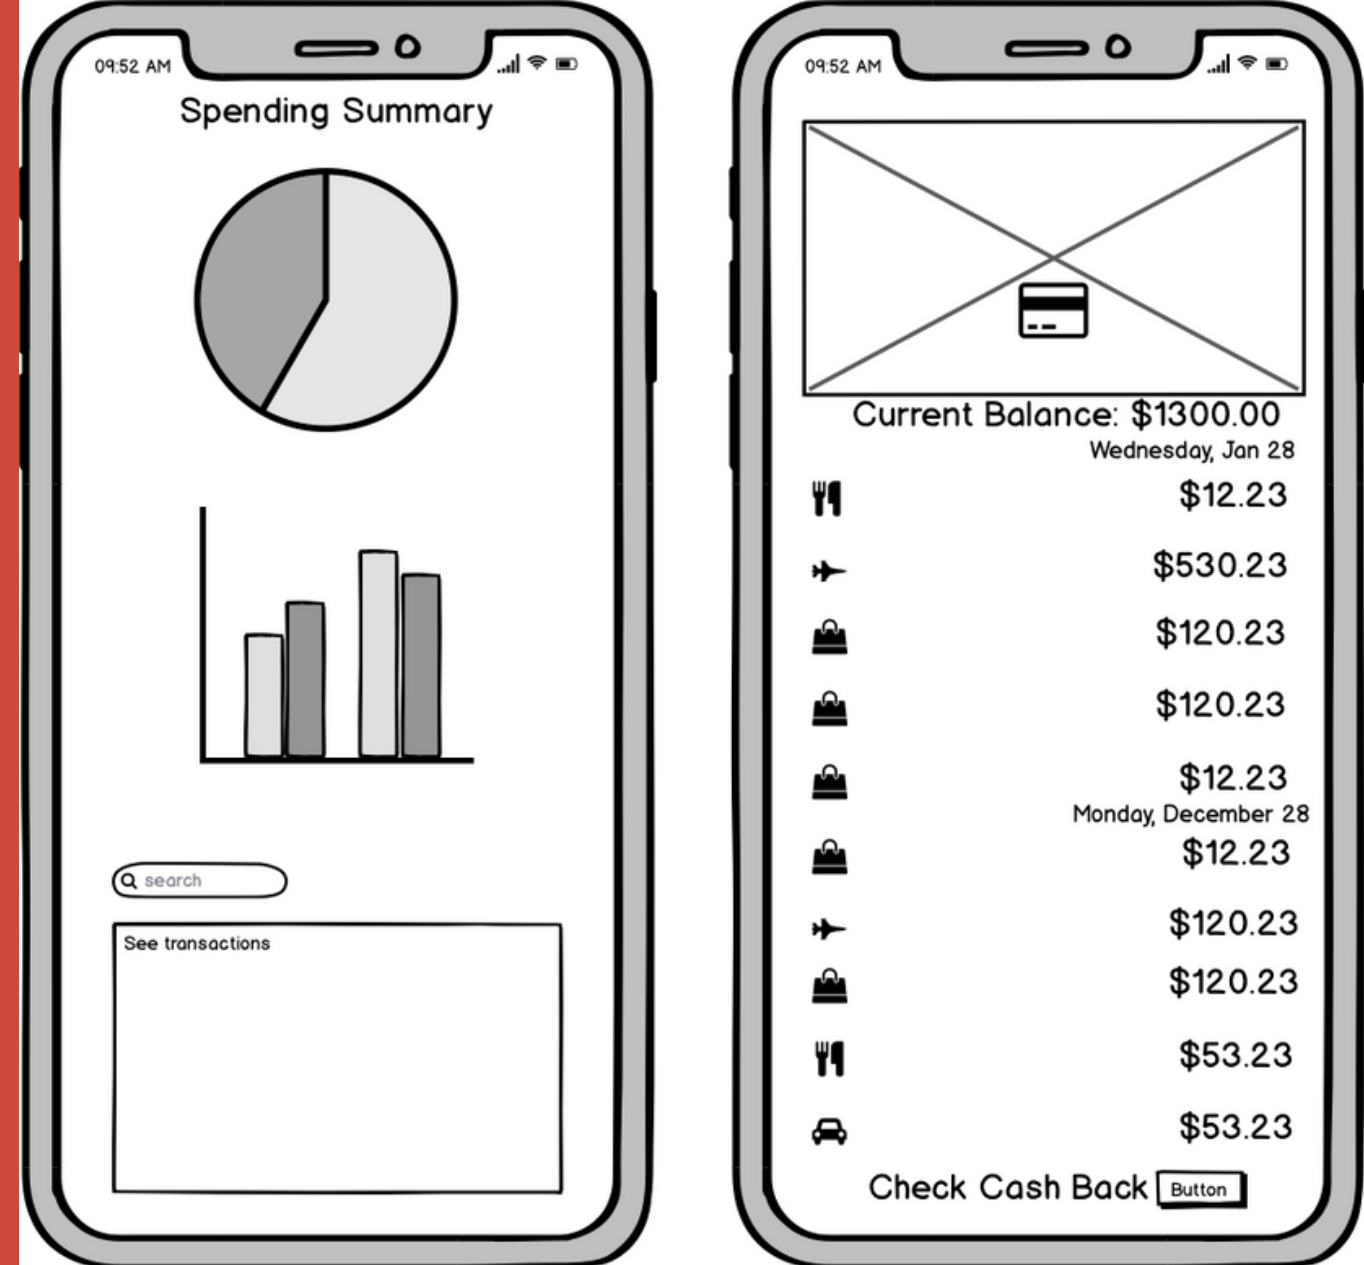 09:52 AM
Spending Summary
search
See transactions
09:52 AM
Current Balance: $1300.00
Wednesday, Jan 28
$12.23
$530.23
$120.23
$120.23
$12.23
Monday, December 28
$12.23
$120.23
$120.23
$53.23
$53.23
Check Cash Back Button